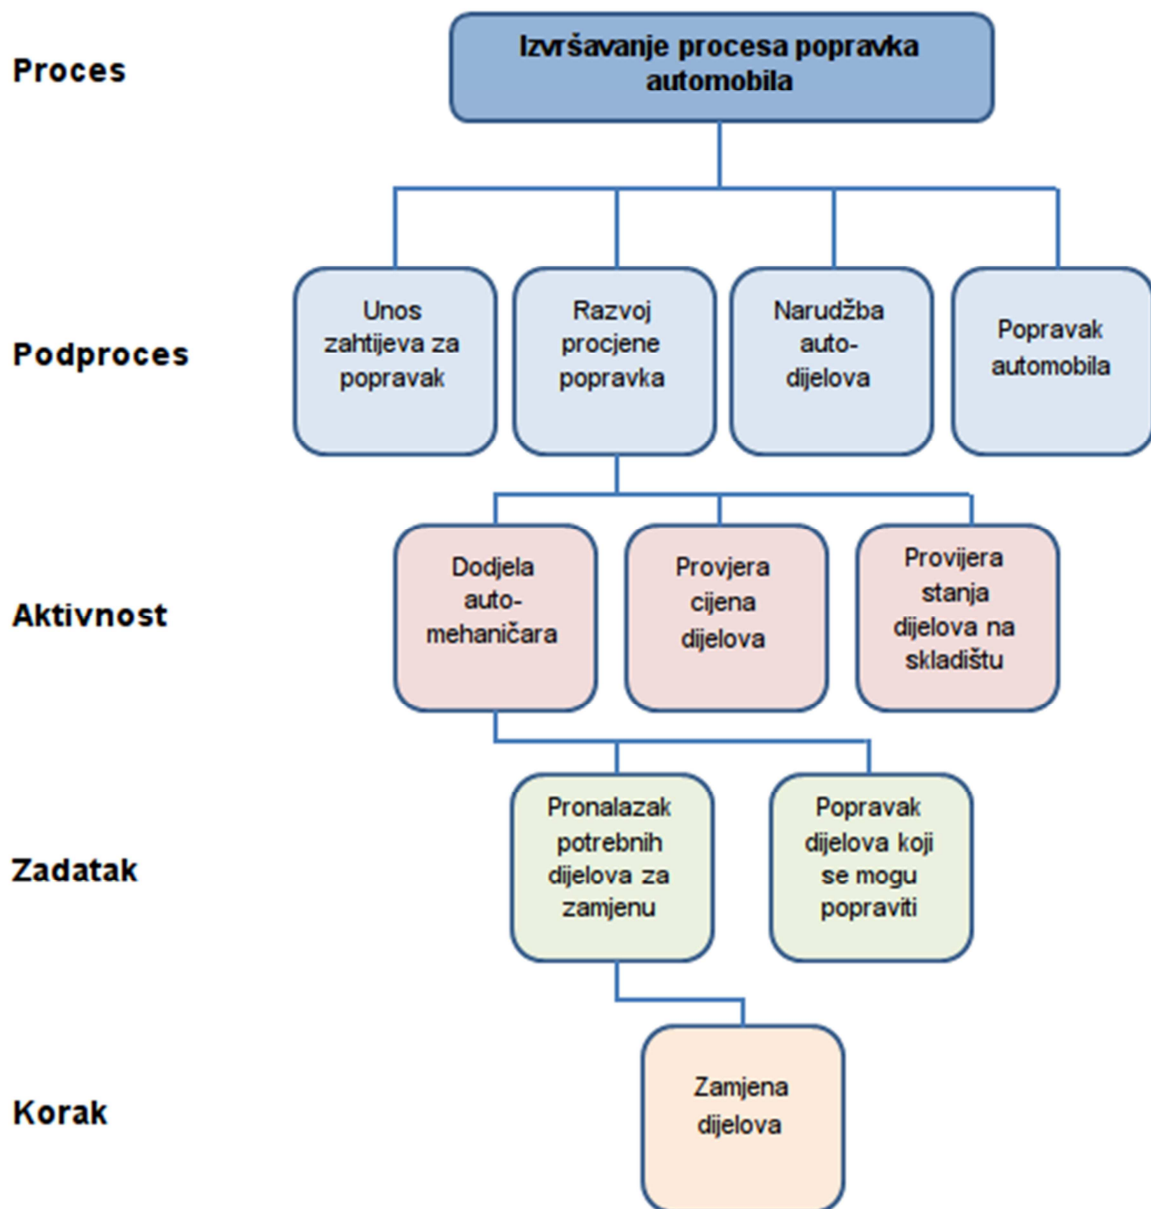 Proces
Izvršavanje procesa popravka
automobila
Podproces
Unos
zahtijeva za
popravak
Razvoj
procjene
popravka
Narudžba
auto-
dijelova
Popravak
automobila
Aktivnost
Dodjela
auto-
mehaničara
Provjera
cijena
dijelova
Provijera
stanja
dijelova na
skladištu
Zadatak
Pronalazak
potrebnih
dijelova za
zamjenu
Popravak
dijelova koji
se mogu
popraviti
Korak
Zamjena
dijelova